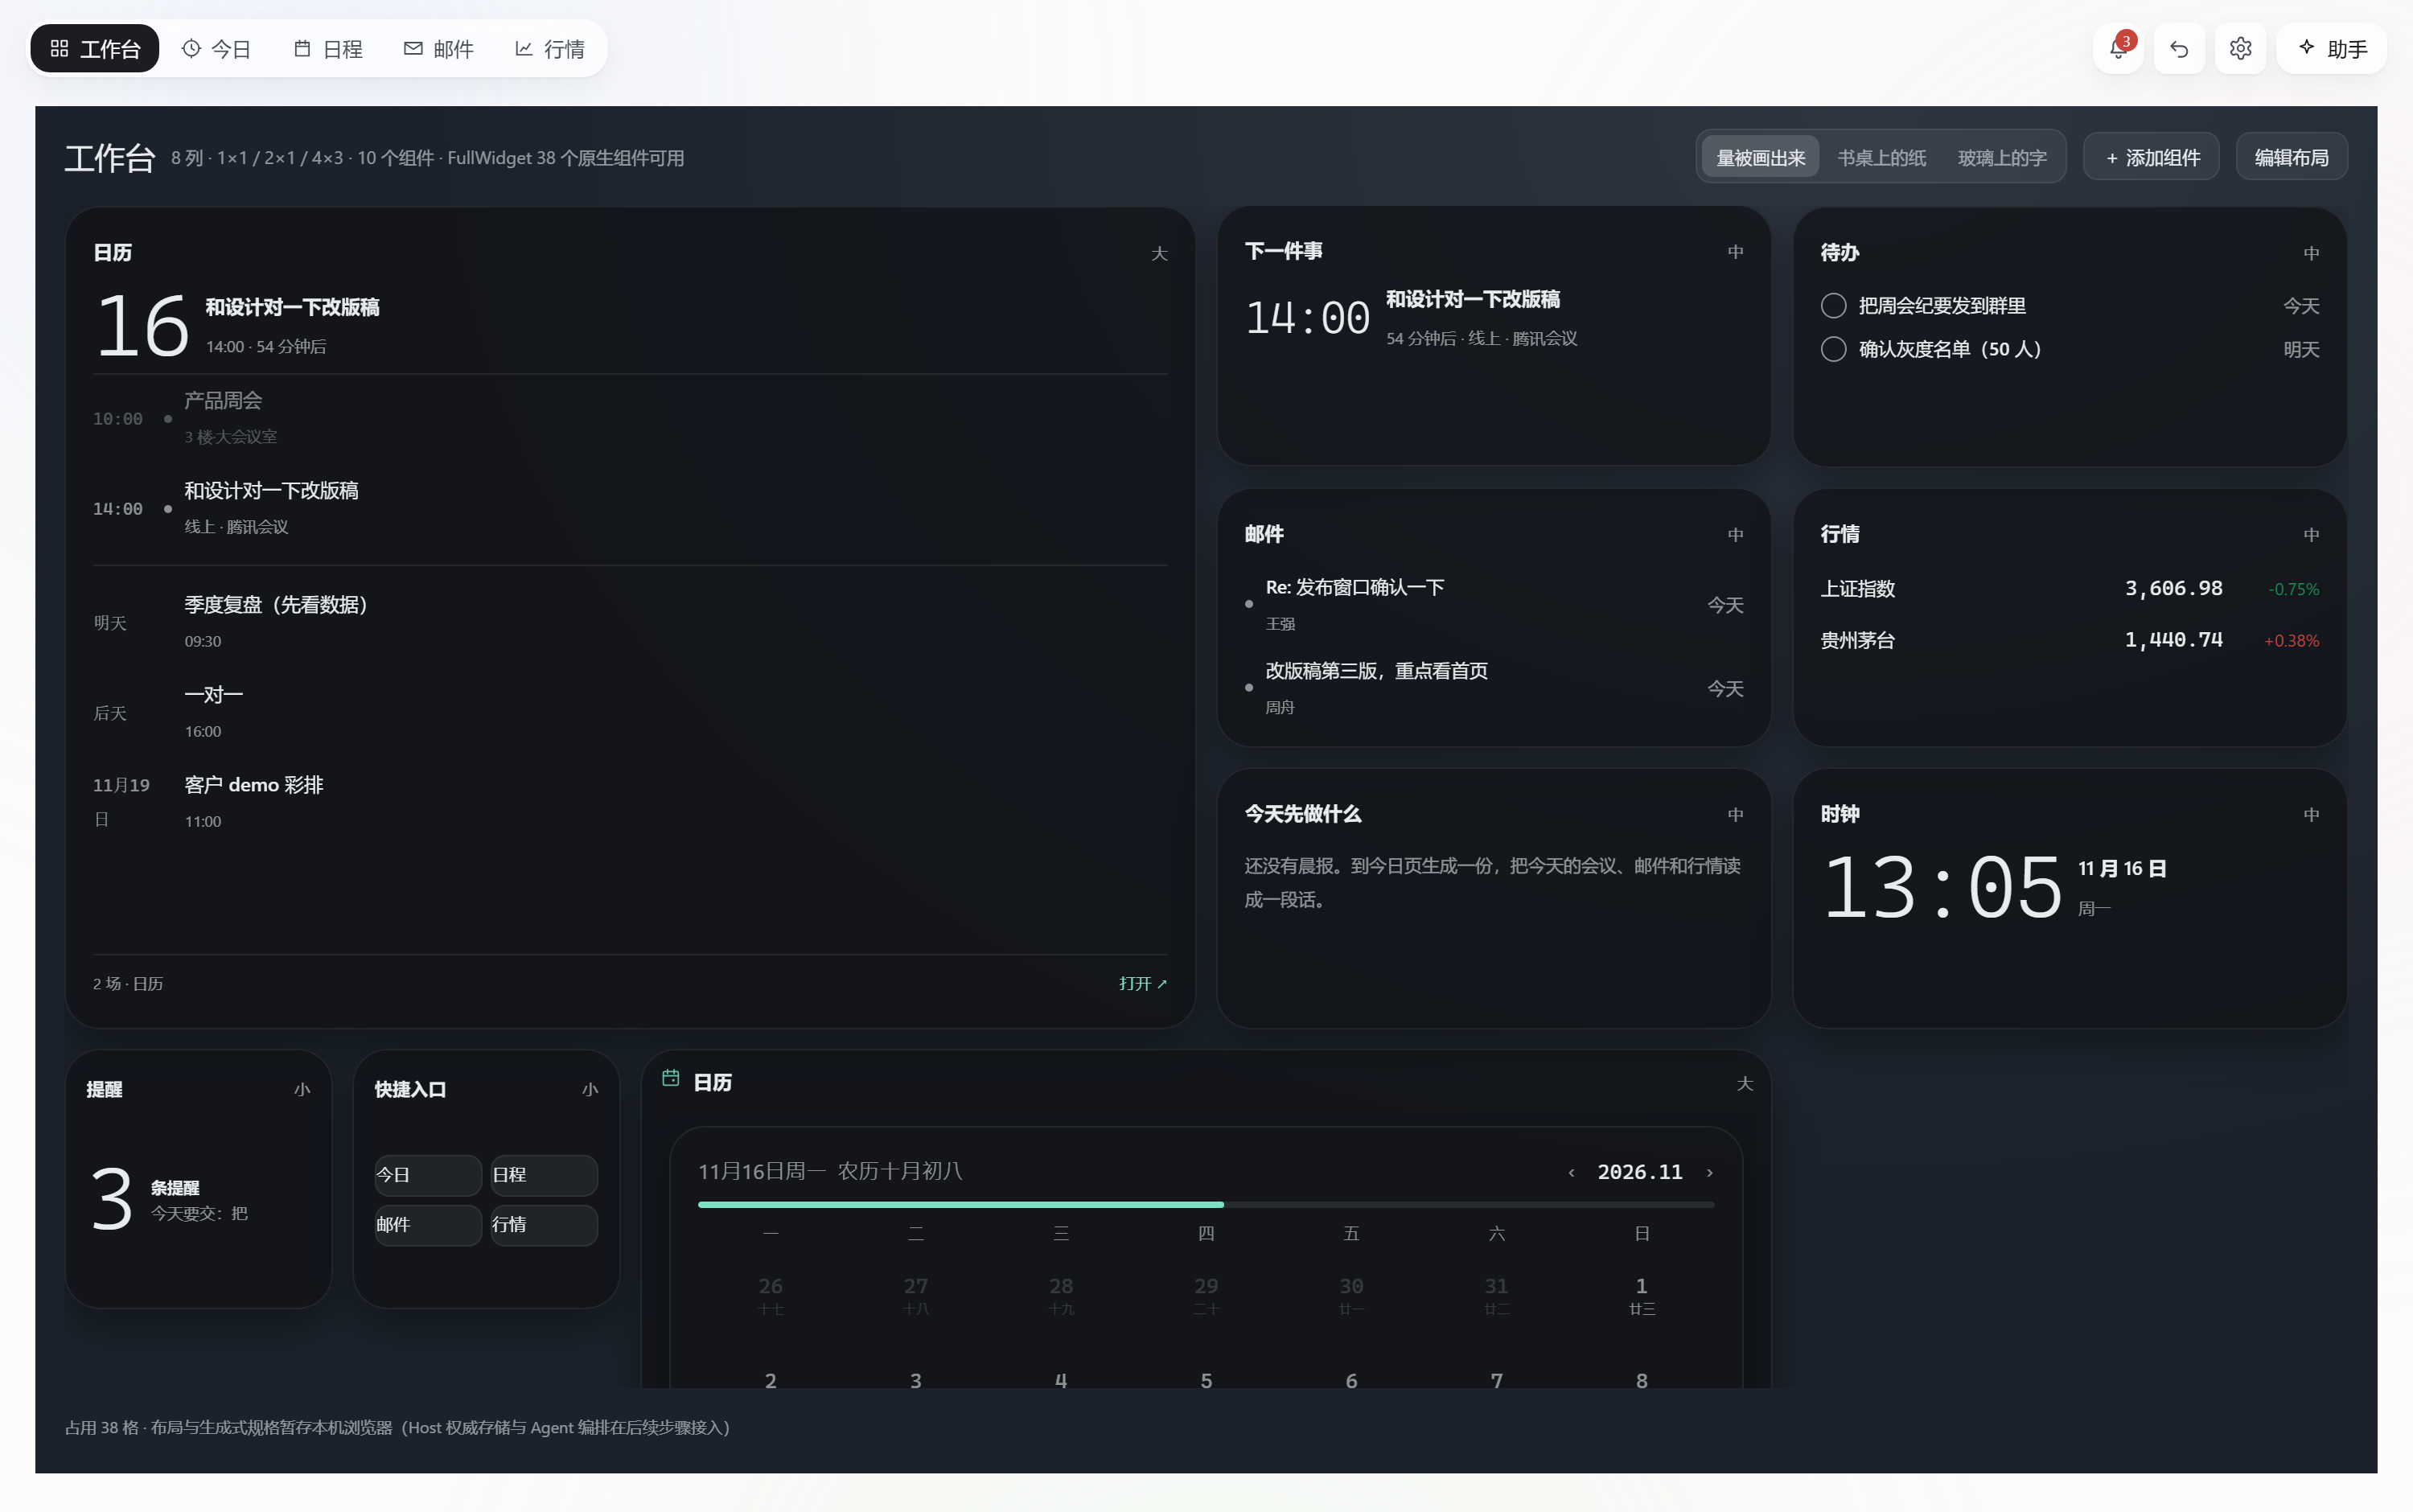 工作台
今日
日程
邮件
行情
3
助手
工作台
8 列 · 1×1 / 2×1 / 4×3 · 10 个组件 · FullWidget 38 个原生组件可用
量被画出来
书桌上的纸
玻璃上的字
+ 添加组件
编辑布局
日历
大
16
和设计对一下改版稿
14:00 · 54 分钟后
10:00
产品周会
3 楼·大会议室
14:00
和设计对一下改版稿
线上 · 腾讯会议
明天
季度复盘（先看数据）
09:30
后天
一对一
16:00
11月19
日
客户 demo 彩排
11:00
2 场 · 日历
打开 ↗
下一件事
中
14:00
和设计对一下改版稿
54 分钟后 · 线上 · 腾讯会议
待办
中
把周会纪要发到群里
今天
确认灰度名单（50 人）
明天
邮件
中
Re: 发布窗口确认一下
王强
今天
改版稿第三版，重点看首页
周舟
今天
行情
中
上证指数 3,606.98 -0.75%
贵州茅台 1,440.74 +0.38%
今天先做什么
中
还没有晨报。到今日页生成一份，把今天的会议、邮件和行情读
成一段话。
时钟
中
13:05
11 月 16 日
周一
提醒
小
3
条提醒
今天要交：把
快捷入口
小
今日
日程
邮件
行情
日历
大
11月16日周一 农历十月初八
‹ 2026.11 ›
一 二 三 四 五 六 日
26 27 28 29 30 31 1
十七 十八 十九 二十 廿一 廿二 廿三
2 3 4 5 6 7 8
占用 38 格 · 布局与生成式规格暂存本机浏览器（Host 权威存储与 Agent 编排在后续步骤接入）